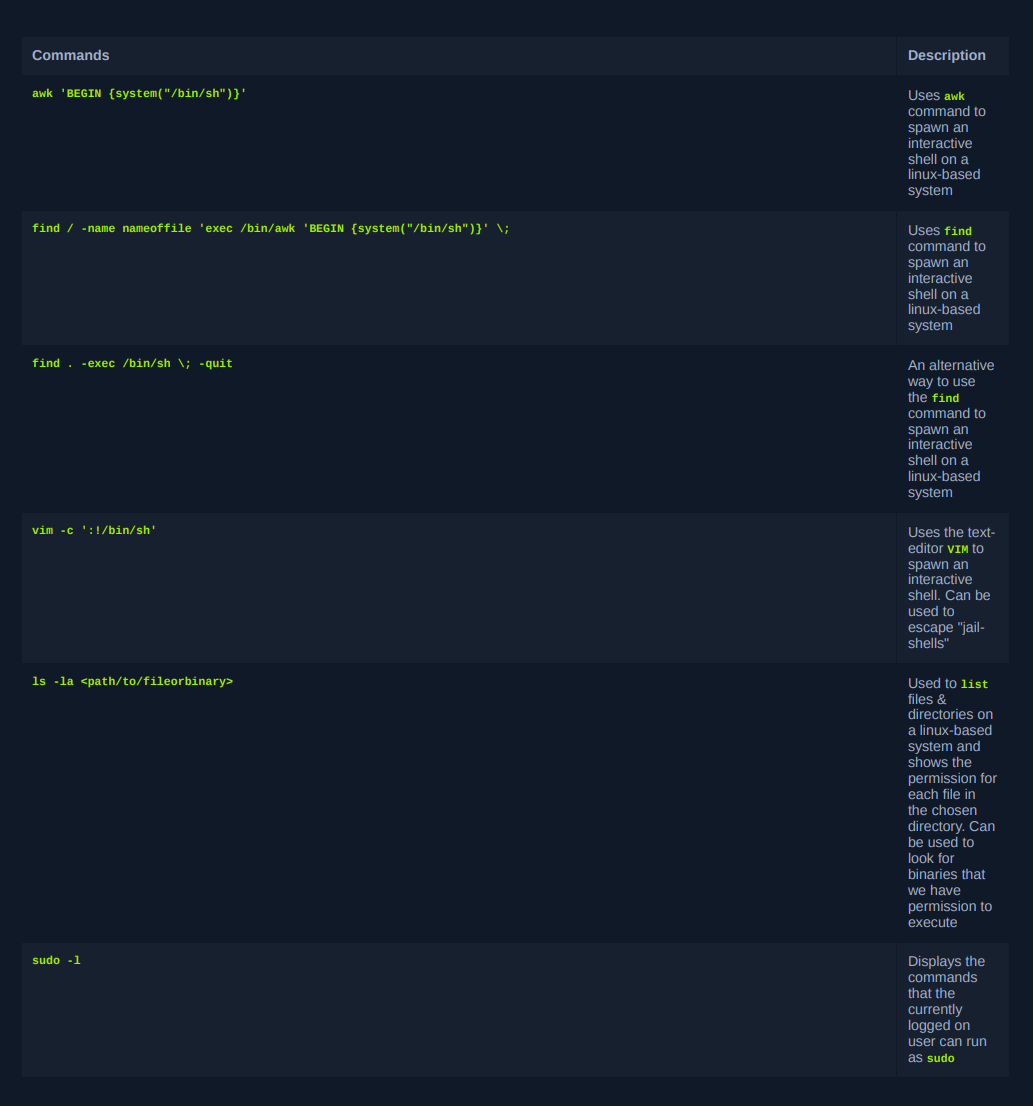 Commands
Description
awk 'BEGIN {system("/bin/sh")}'
Uses awk
command to
spawn an
interactive
shell on a
linux-based
system
find / -name nameoffile 'exec /bin/awk 'BEGIN {system("/bin/sh")}' \;
Uses find
command to
spawn an
interactive
shell on a
linux-based
system
find . -exec /bin/sh \; -quit
An alternative
way to use
the find
command to
spawn an
interactive
shell on a
linux-based
system
vim -c ':!/bin/sh'
Uses the text-
editor VIM to
spawn an
interactive
shell. Can be
used to
escape "jail-
shells"
ls -la <path/to/fileorbinary>
Used to list
files &
directories on
a linux-based
system and
shows the
permission for
each file in
the chosen
directory. Can
be used to
look for
binaries that
we have
permission to
execute
sudo -l
Displays the
commands
that the
currently
logged on
user can run
as sudo